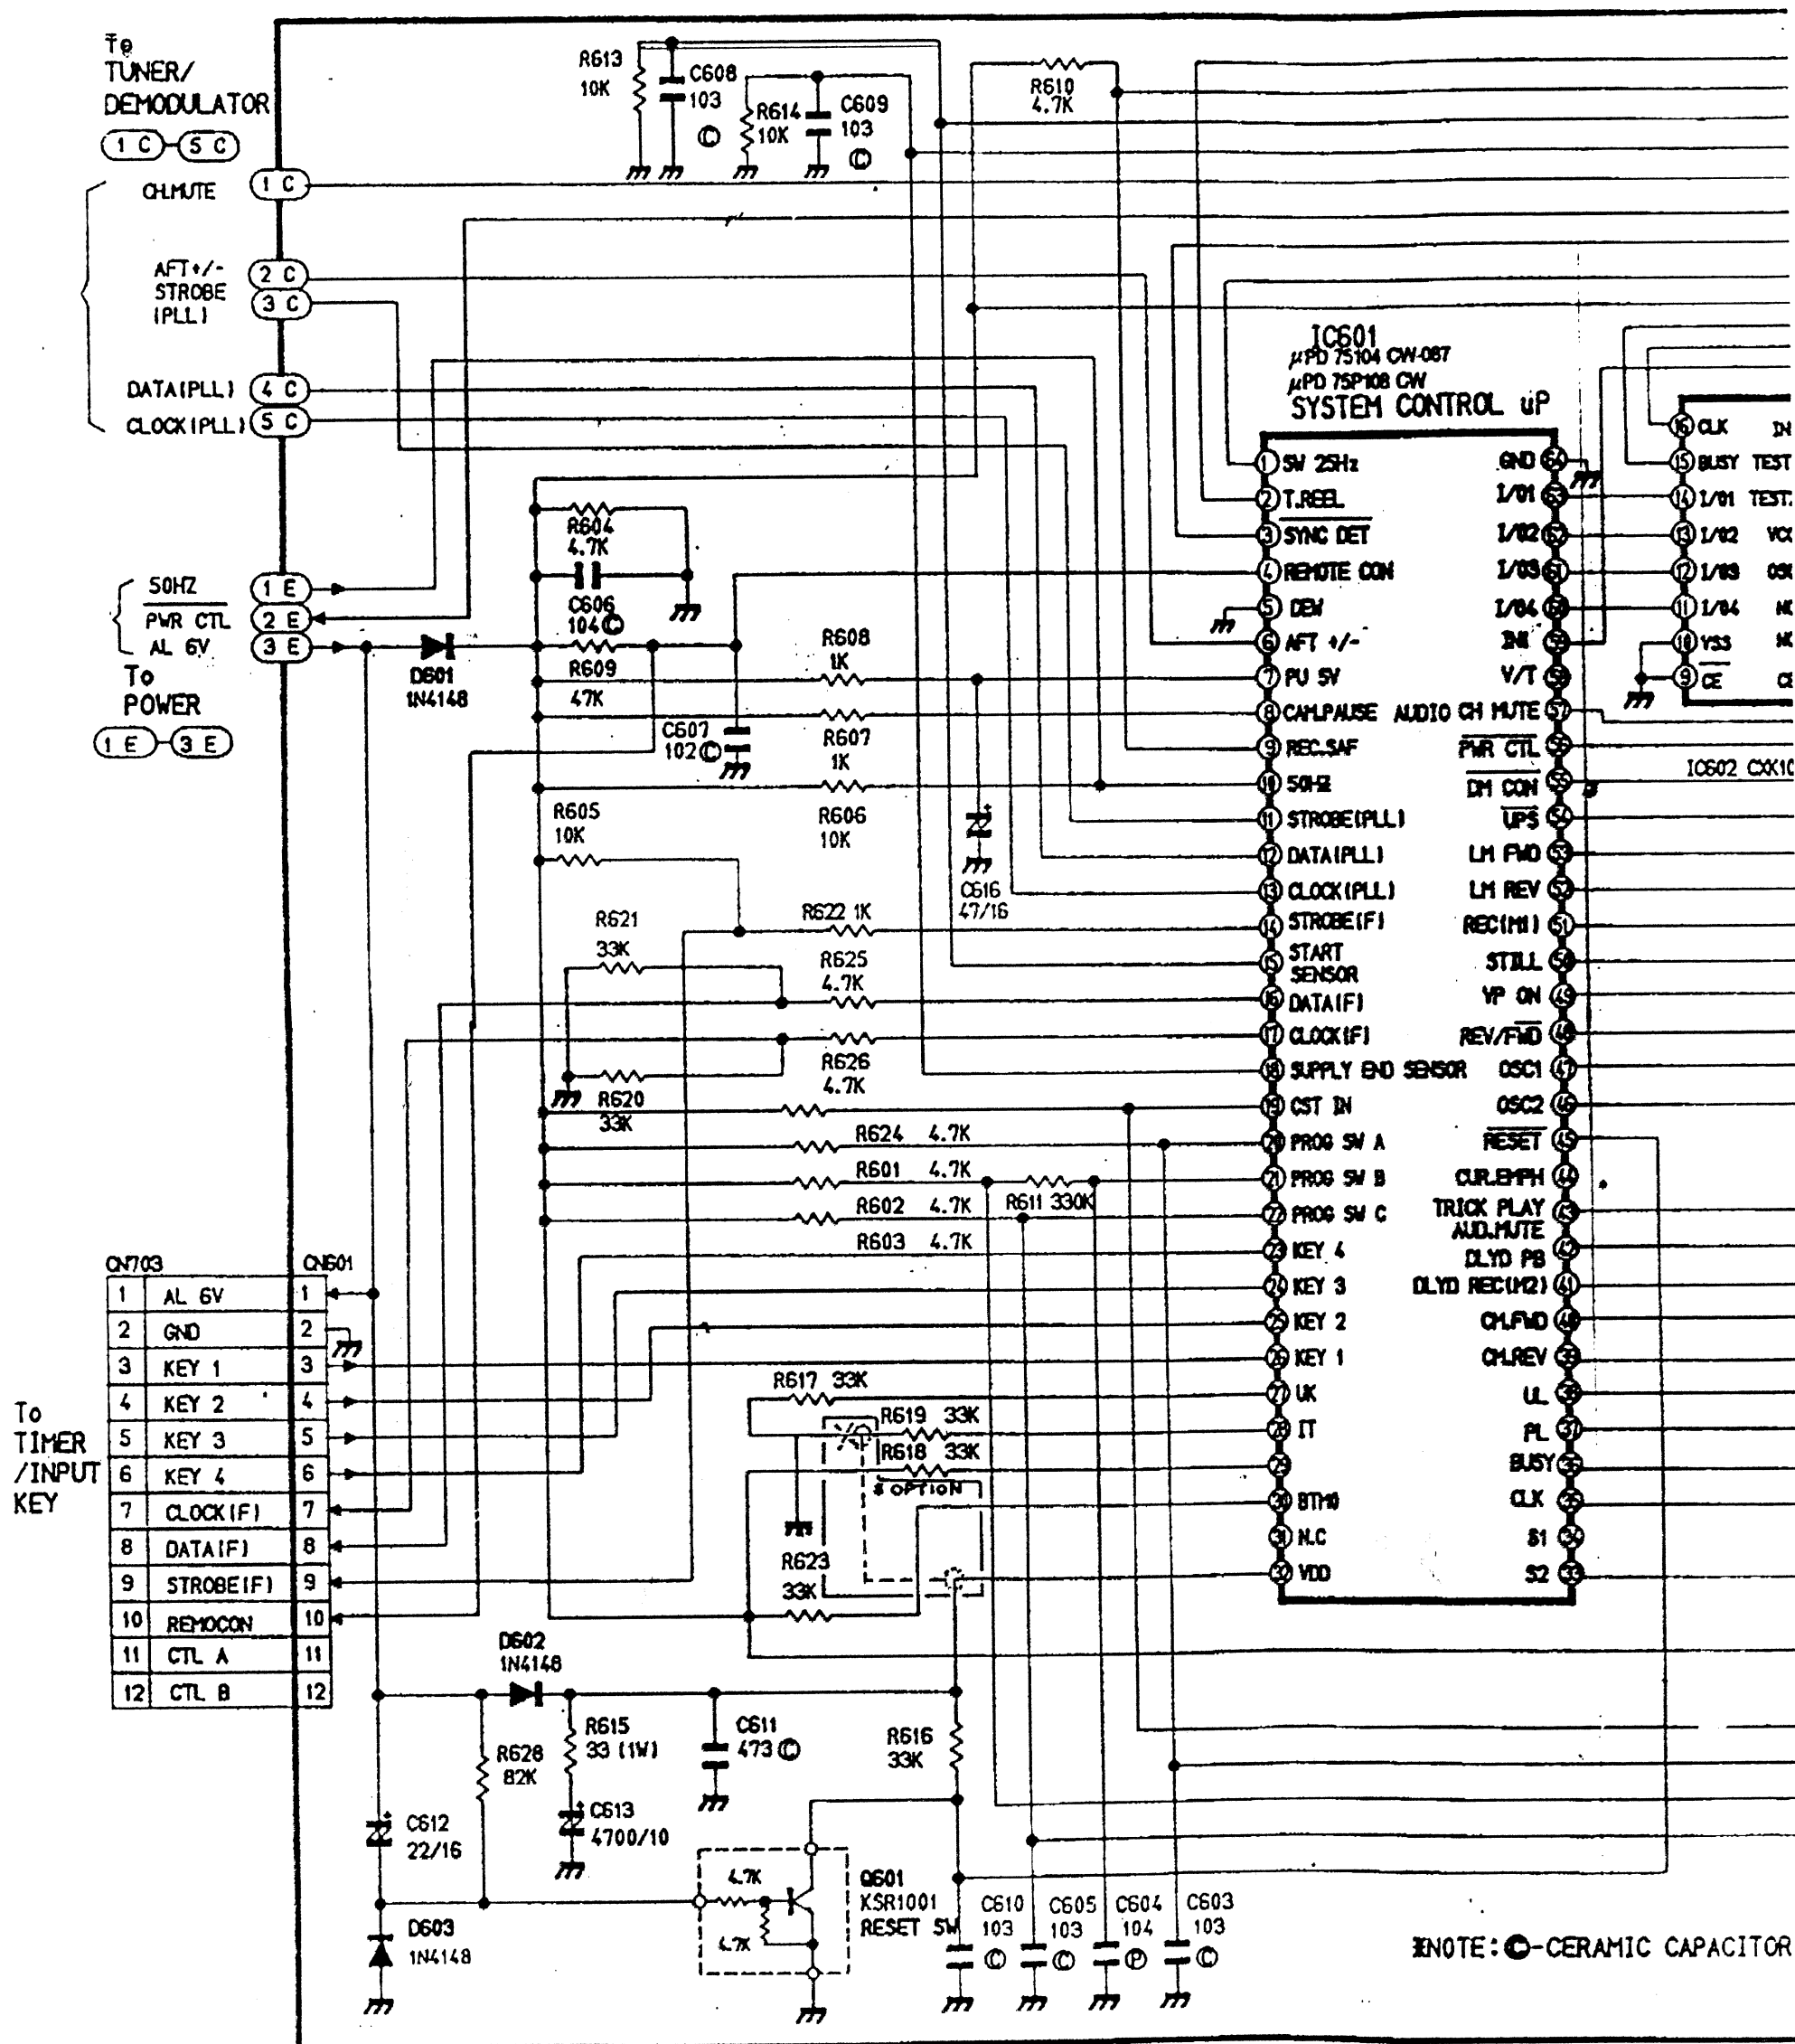 To
TUNER/
DEMODULATOR
1 C - 5 C
CH.MUTE
1 C
AFT+/-
2 C
STROBE
(PLL)
3 C
DATA(PLL)
4 C
CLOCK(PLL)
5 C
50HZ
1 E
PWR CTL
2 E
AL 6V
3 E
To
POWER
1 E - 3 E
R613
10K
C608
103
©
R614
10K
C609
103
©
R610
4.7K
R604
4.7K
C606
104 ©
D601
1N4148
R609
47K
C607
102 ©
R608
1K
R607
1K
R606
10K
R605
10K
C616
47/16
R622 1K
R621
33K
R625
4.7K
R626
4.7K
R620
33K
R624 4.7K
R601 4.7K
R611 330K
R602 4.7K
R603 4.7K
R617 33K
R619 33K
R618 33K
OPTION
R623
33K
IC601
μPD 75104 CW-087
μPD 75P108 CW
SYSTEM CONTROL uP
1 SW 25Hz
2 T.REEL
3 SYNC DET
4 REMOTE CON
5 DEW
6 AFT +/-
7 PU 5V
8 CAM.PAUSE
9 REC.SAF
10 50HZ
11 STROBE(PLL)
12 DATA(PLL)
13 CLOCK(PLL)
14 STROBE(F)
15 START
SENSOR
16 DATA(F)
17 CLOCK(F)
18 SUPPLY END SENSOR
19 CST IN
20 PROG SW A
21 PROG SW B
22 PROG SW C
23 KEY 4
24 KEY 3
25 KEY 2
26 KEY 1
27 UK
28 IT
29
30 BTM0
31 N.C
32 VDD
GND 64
I/01 63
I/02 62
I/03 61
I/04 60
INI 59
V/T 58
AUDIO CH MUTE 57
PWR CTL 56
DM CON 55
UPS 54
LM FWD 53
LM REV 52
REC(M1) 51
STILL 50
VP ON 49
REV/FWD 48
OSC1 47
OSC2 46
RESET 45
CUR.EMPH 44
TRICK PLAY 43
AUD.MUTE
DLYD PB 42
DLYD REC(M2) 41
CM.FWD 40
CM.REV 39
UL 38
PL 37
BUSY 36
CLK 35
S1 34
S2 33
16 CLK
15 BUSY TEST
14 I/01 TEST
13 I/02
12 I/03
11 I/04
10 VSS
9 CE
IC602 CXK10
CN703 CN601
1 AL 6V 1
2 GND 2
3 KEY 1 3
4 KEY 2 4
5 KEY 3 5
6 KEY 4 6
7 CLOCK(F) 7
8 DATA(F) 8
9 STROBE(F) 9
10 REMOCON 10
11 CTL A 11
12 CTL B 12
To
TIMER
/INPUT
KEY
D602
1N4148
R628
82K
R615
33 (1W)
C611
473 ©
R616
33K
C612
22/16
C613
4700/10
D603
1N4148
4.7K
4.7K
Q601
KSR1001
RESET SW
C610
103
©
C605
103
©
C604
104
Ⓟ
C603
103
©
※NOTE: ©-CERAMIC CAPACITOR